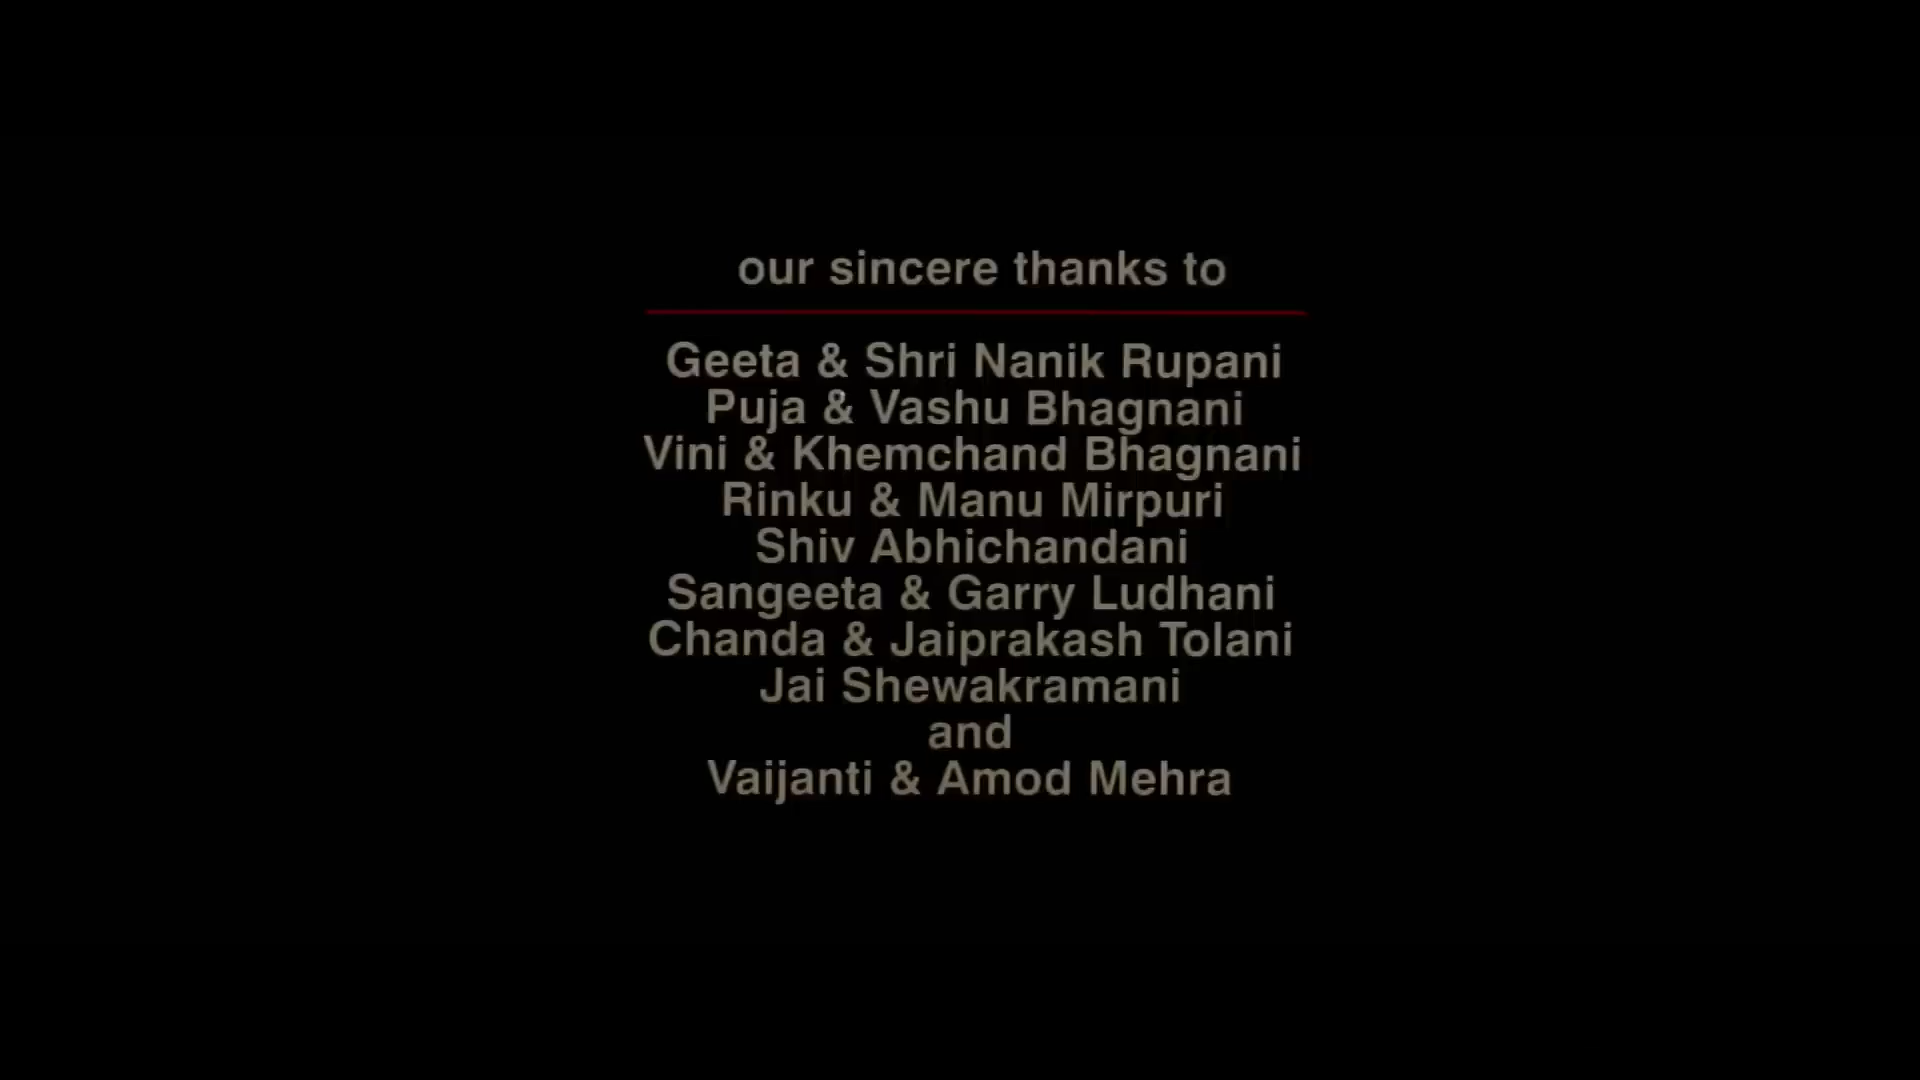 our sincere thanks to
Geeta & Shri Nanik Rupani
Puja & Vashu Bhagnani
Vini & Khemchand Bhagnani
Rinku & Manu Mirpuri
Shiv Abhichandani
Sangeeta & Garry Ludhani
Chanda & Jaiprakash Tolani
Jai Shewakramani
and
Vaijanti & Amod Mehra